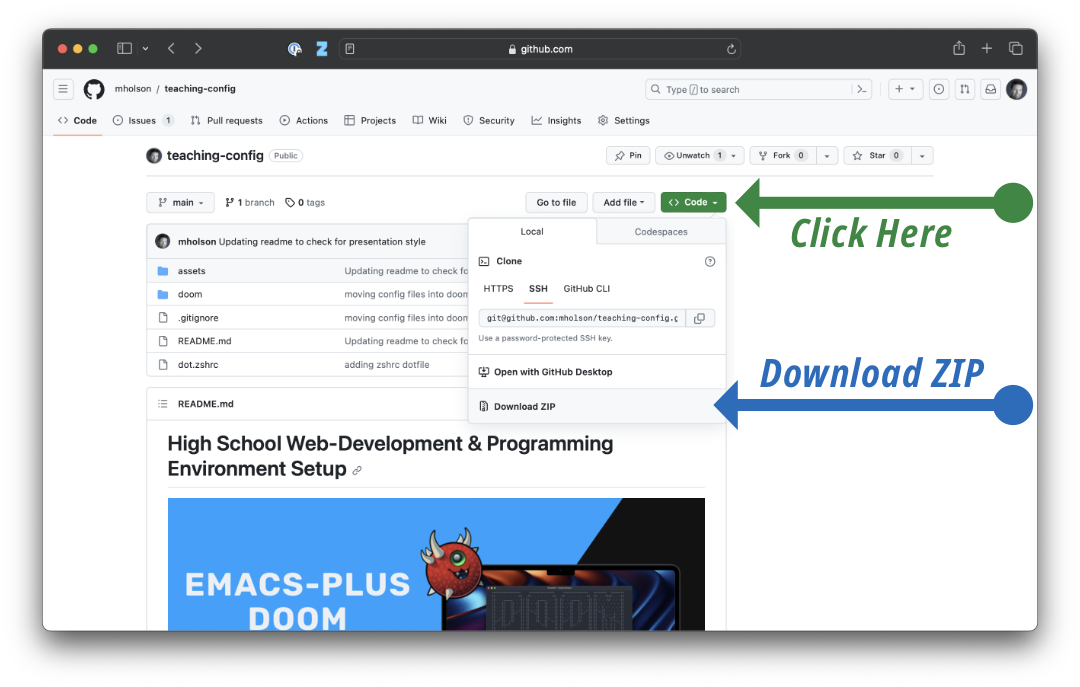 github.com
mholson / teaching-config
Type / to search
Code Issues 1 Pull requests Actions Projects Wiki Security Insights Settings
teaching-config Public
Pin Unwatch 1 Fork 0 Star 0
main 1 branch 0 tags Go to file Add file Code
Click Here
Local Codespaces
mholson Updating readme to check for presentation style
Clone
assets Updating readme to check fo
HTTPS SSH GitHub CLI
doom moving config files into doom
.gitignore moving config files into doom
git@github.com:mholson/teaching-config.g
README.md Updating readme to check fo
Use a password-protected SSH key.
dot.zshrc adding zshrc dotfile
Open with GitHub Desktop
Download ZIP
Download ZIP
README.md
High School Web-Development & Programming
Environment Setup
EMACS-PLUS
DOOM